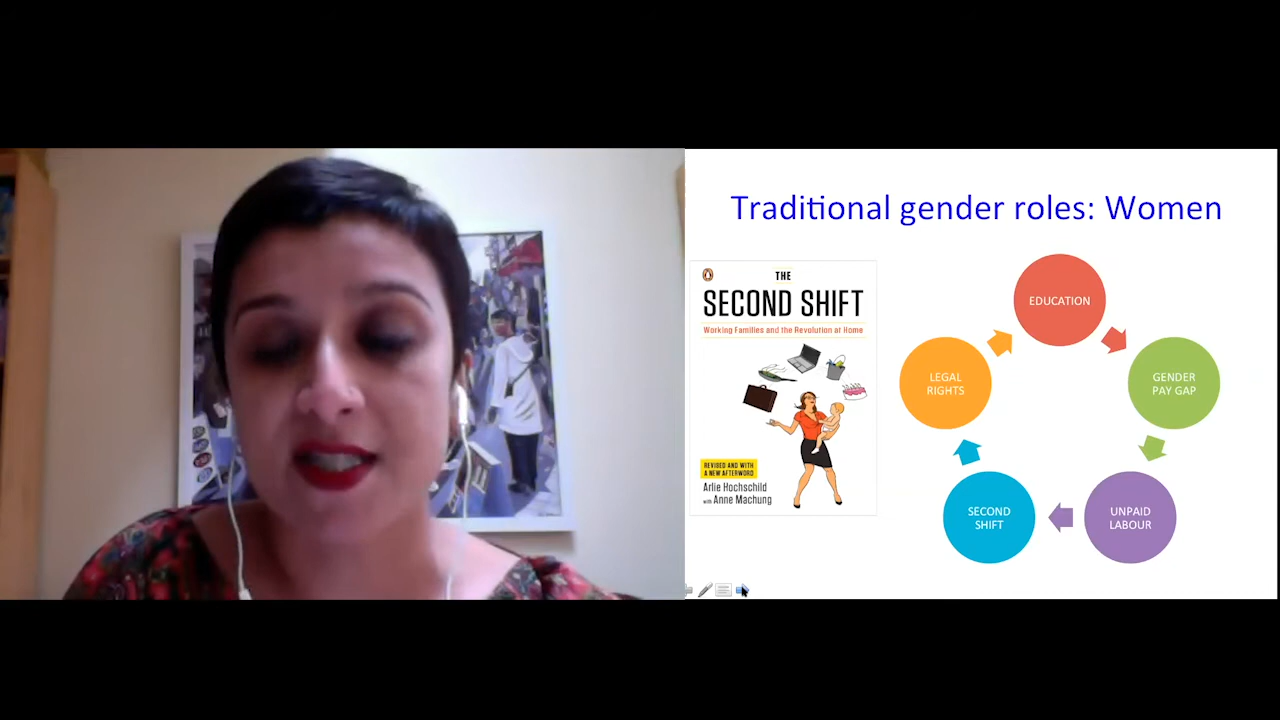 Traditional gender roles: Women
THE
SECOND SHIFT
Working Families and the Revolution at Home
REVISED AND WITH
A NEW AFTERWORD
Arlie Hochschild
with Anne Machung
EDUCATION
GENDER
PAY GAP
UNPAID
LABOUR
SECOND
SHIFT
LEGAL
RIGHTS